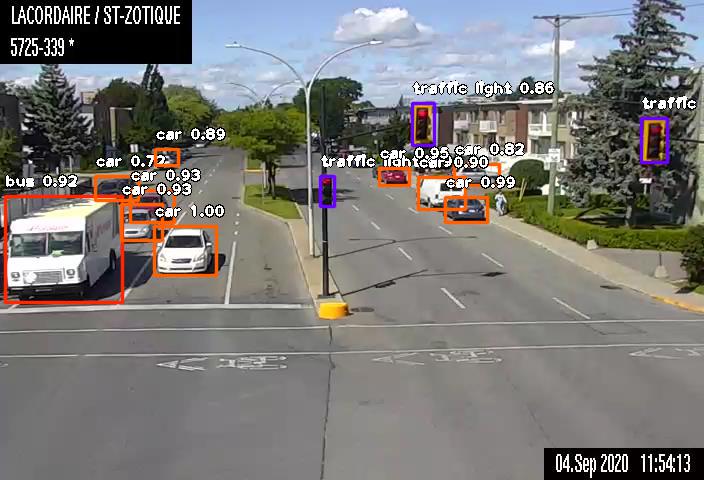 LACORDAIRE / ST-ZOTIQUE
5725-339 *
traffic light 0.86
traffic
car 0.89
car 0.82
car 0.95
car 0.90
traffic light
car 0.72
car 0.93
bus 0.92
car 0.93
car 0.99
car 1.00
04.Sep 2020 11:54:13